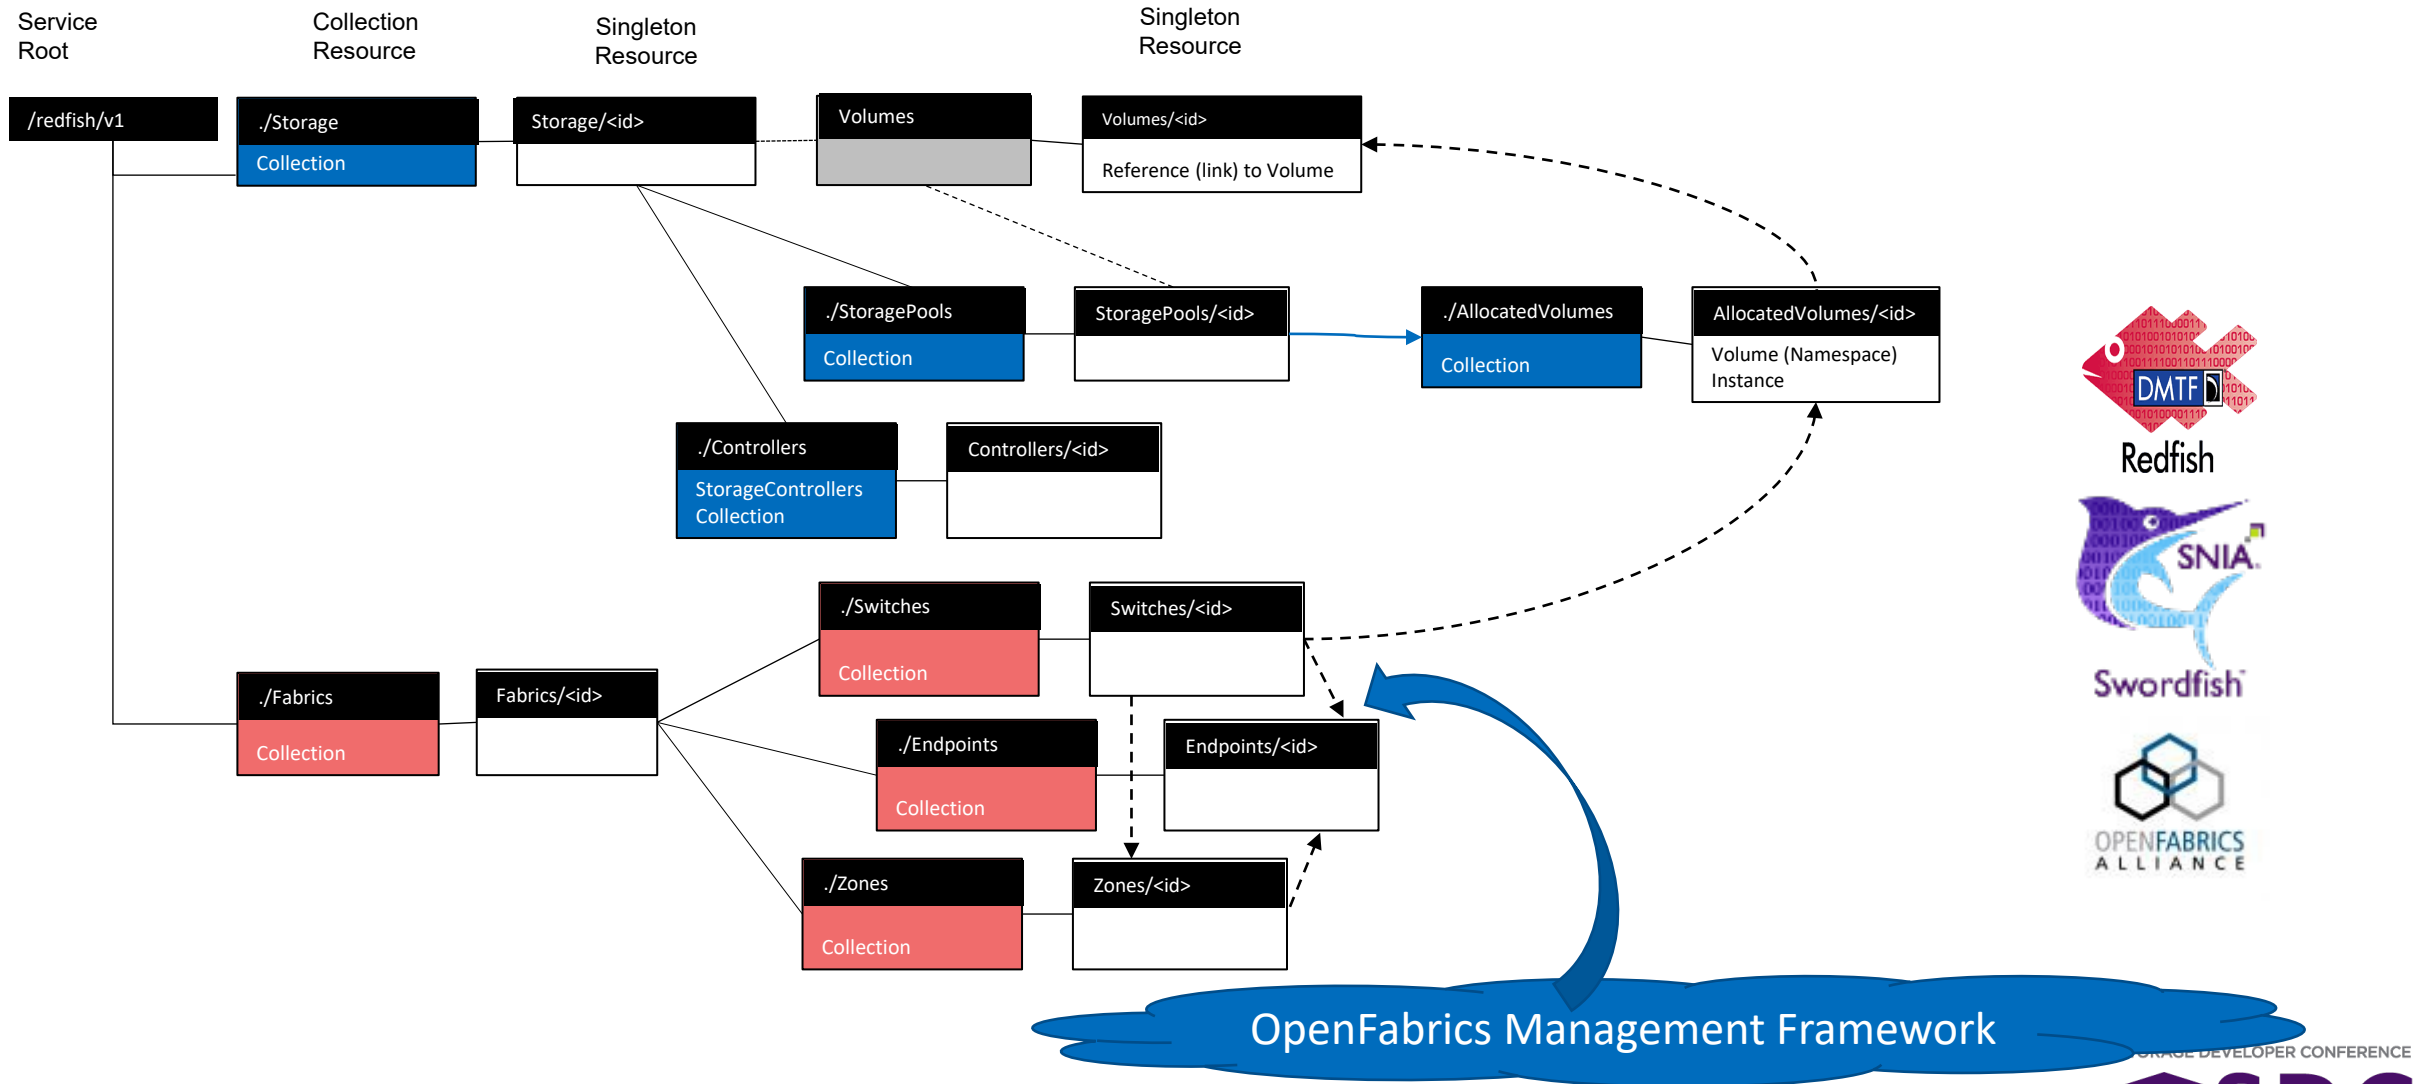 Service
Root
Collection
Resource
Singleton
Resource
Singleton
Resource
/redfish/v1
./Storage
Collection
Storage/<id>
Volumes
Volumes/<id>
Reference (link) to Volume
./StoragePools
Collection
StoragePools/<id>
./AllocatedVolumes
Collection
AllocatedVolumes/<id>
Volume (Namespace)
Instance
./Controllers
StorageControllers
Collection
Controllers/<id>
./Switches
Collection
Switches/<id>
./Fabrics
Collection
Fabrics/<id>
./Endpoints
Collection
Endpoints/<id>
./Zones
Collection
Zones/<id>
DMTF
Redfish
SNIA
Swordfish
OPENFABRICS
ALLIANCE
OpenFabrics Management Framework
DEVELOPER CONFERENCE